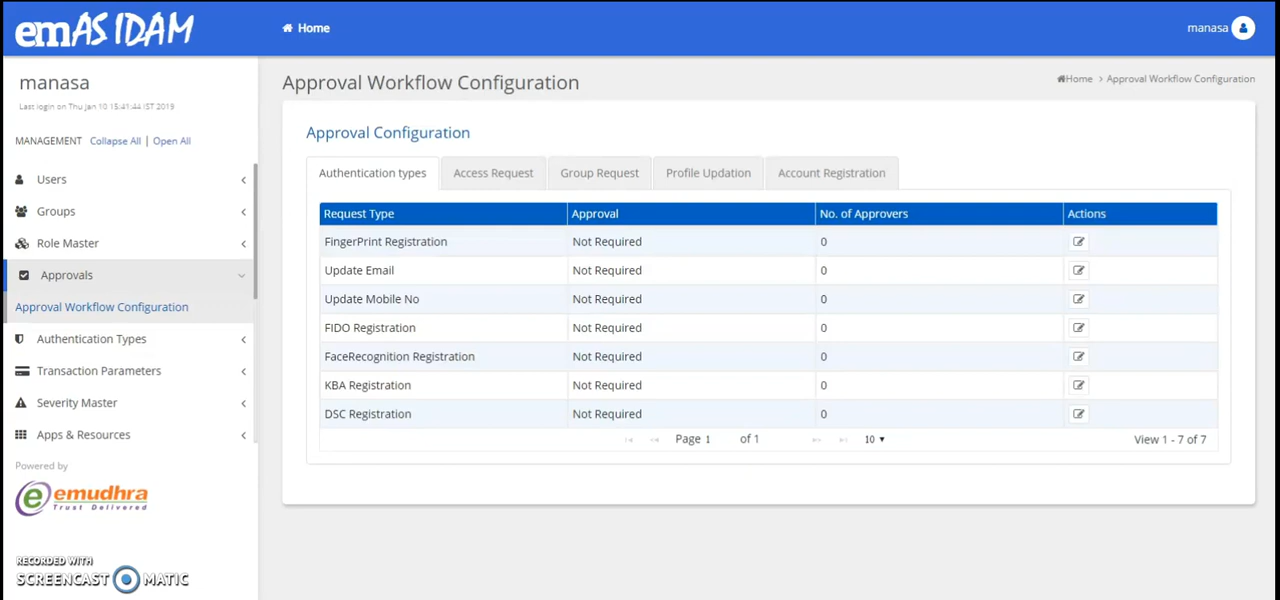 emAS IDAM
Home
manasa
manasa
Last login on Thu Jan 10 15:41:44 IST 2019
MANAGEMENT Collapse All | Open All
Users
Groups
Role Master
Approvals
Approval Workflow Configuration
Authentication Types
Transaction Parameters
Severity Master
Apps & Resources
Powered by
emudhra
Trust Delivered
RECORDED WITH
SCREENCAST MATIC
Approval Workflow Configuration
Home > Approval Workflow Configuration
Approval Configuration
Authentication types Access Request Group Request Profile Updation Account Registration
Request Type Approval No. of Approvers Actions
FingerPrint Registration Not Required 0
Update Email Not Required 0
Update Mobile No Not Required 0
FIDO Registration Not Required 0
FaceRecognition Registration Not Required 0
KBA Registration Not Required 0
DSC Registration Not Required 0
Page 1 of 1 10 View 1 - 7 of 7